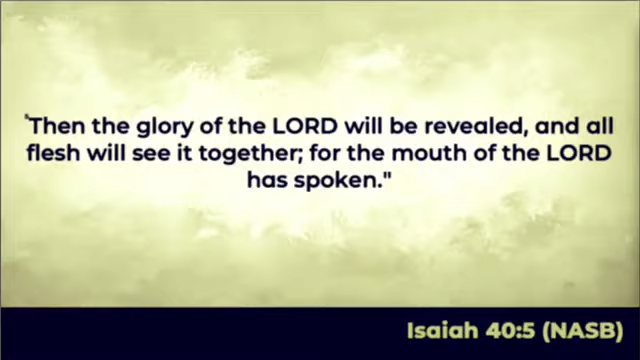 "Then the glory of the LORD will be revealed, and all
flesh will see it together; for the mouth of the LORD
has spoken."
Isaiah 40:5 (NASB)